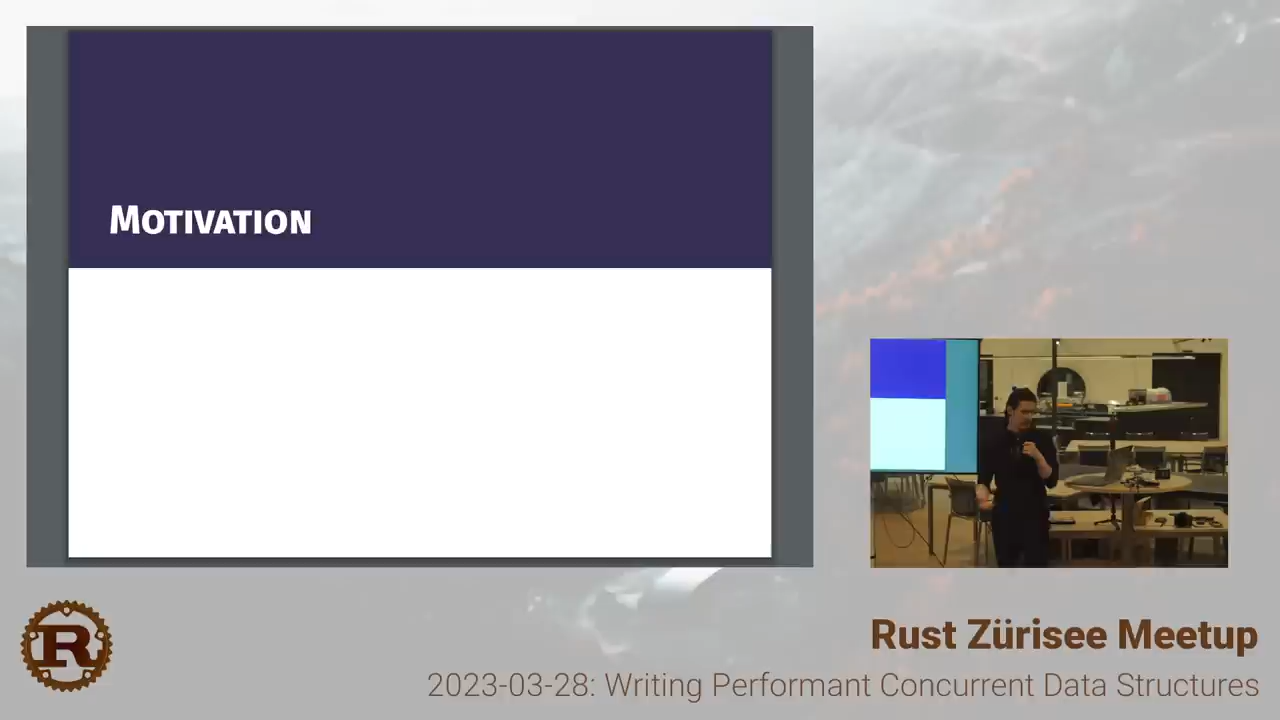 Motivation
R
Rust Zürisee Meetup
2023-03-28: Writing Performant Concurrent Data Structures